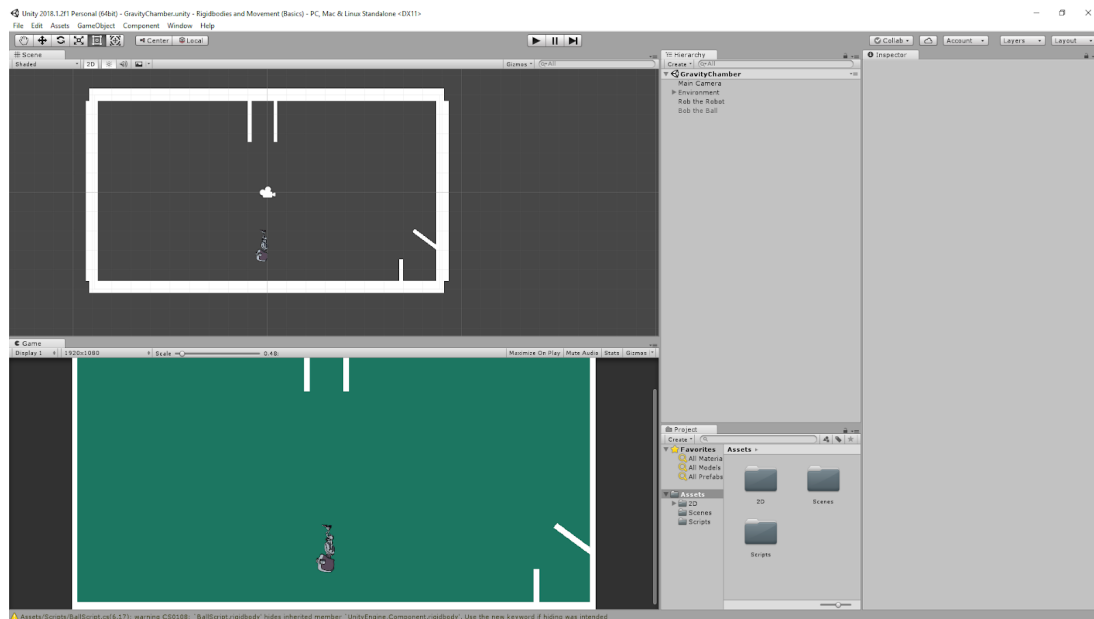 Unity 2018.1.2f1 Personal (64bit) - GravityChamber.unity - Rigidbodies and Movement (Basics) - PC, Mac & Linux Standalone <DX11>
File Edit Assets GameObject Component Window Help
Center Local
Collab Account Layers Layout
Scene
Shaded 2D Gizmos All
Hierarchy
Create All
GravityChamber
Main Camera
Environment
Rob the Robot
Bob the Ball
Inspector
Game
Display 1 1920x1080 Scale 0.48 Maximize On Play Mute Audio Stats Gizmos
Project
Create
Favorites
All Materia
All Models
All Prefabs
Assets
2D
Scenes
Scripts
Assets
2D Scenes
Scripts
Assets/Scripts/BallScript.cs(6,17): warning CS0108: `BallScript.rigidbody' hides inherited member `UnityEngine.Component.rigidbody'. Use the new keyword if hiding was intended